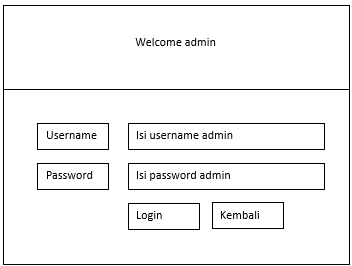 Welcome admin
Username Isi username admin
Password Isi password admin
Login Kembali